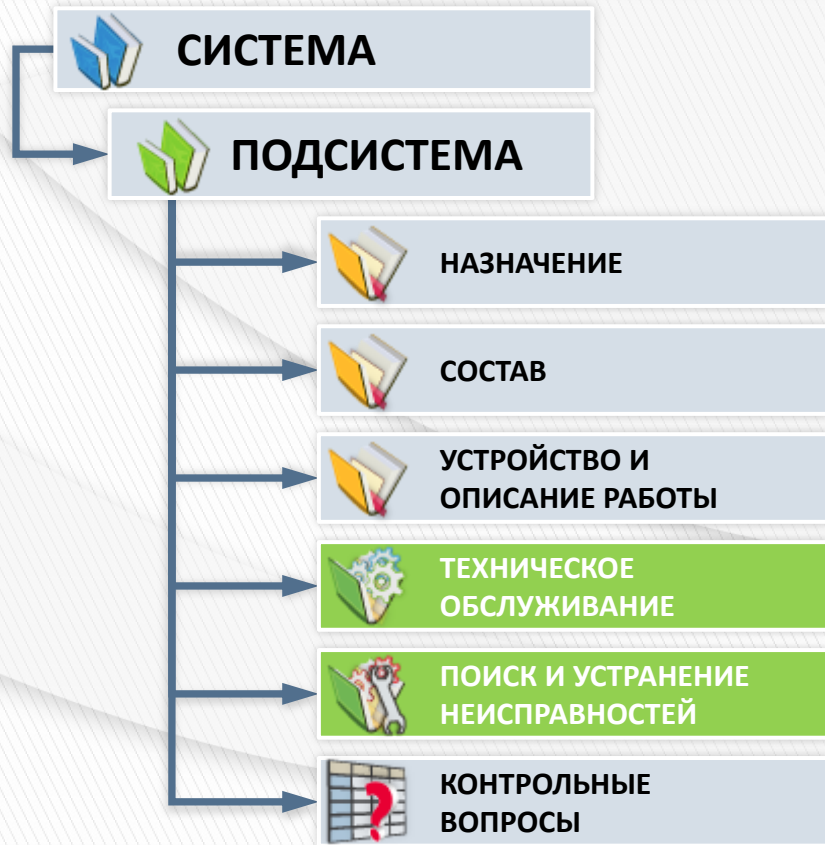 СИСТЕМА
ПОДСИСТЕМА
НАЗНАЧЕНИЕ
СОСТАВ
УСТРОЙСТВО И
ОПИСАНИЕ РАБОТЫ
ТЕХНИЧЕСКОЕ
ОБСЛУЖИВАНИЕ
ПОИСК И УСТРАНЕНИЕ
НЕИСПРАВНОСТЕЙ
КОНТРОЛЬНЫЕ
ВОПРОСЫ